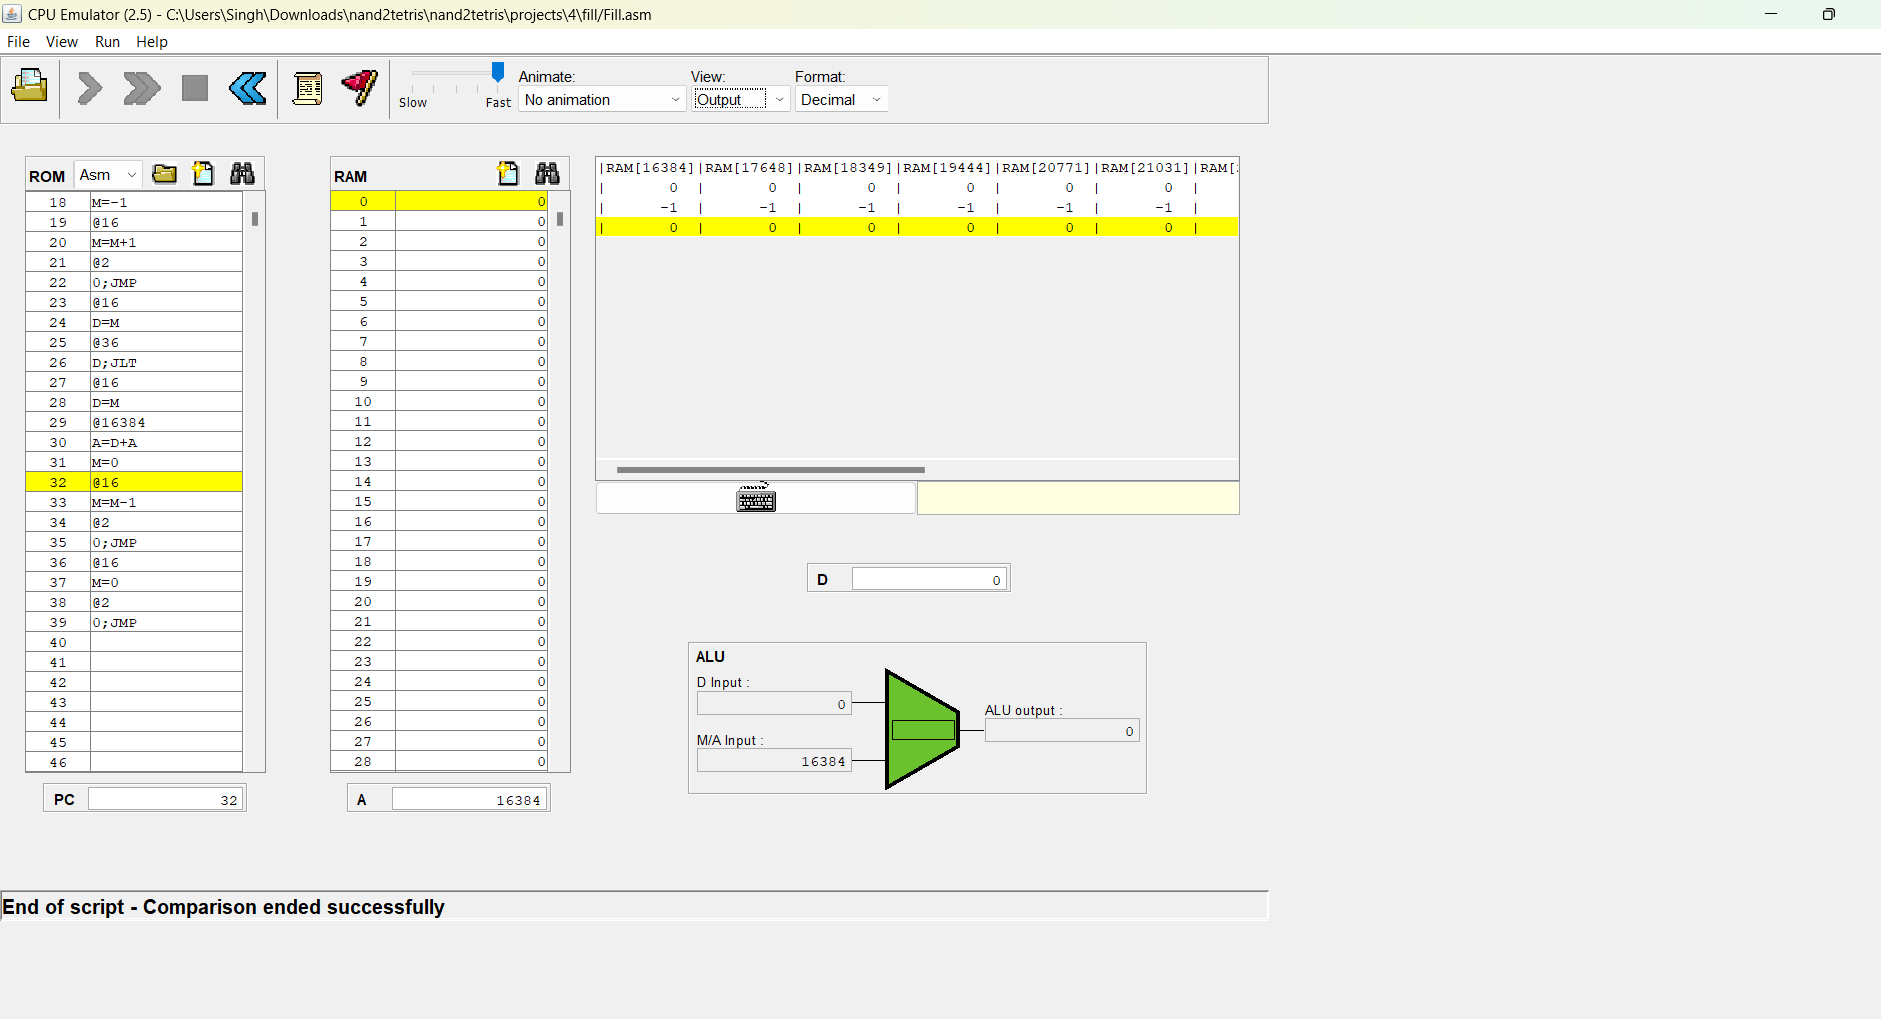 CPU Emulator (2.5) - C:\Users\Singh\Downloads\nand2tetris\nand2tetris\projects\4\fill/Fill.asm
File View Run Help
Slow Fast
Animate:
No animation
View:
Output
Format:
Decimal
ROM Asm
18 M=-1
19 @16
20 M=M+1
21 @2
22 0;JMP
23 @16
24 D=M
25 @36
26 D;JLT
27 @16
28 D=M
29 @16384
30 A=D+A
31 M=0
32 @16
33 M=M-1
34 @2
35 0;JMP
36 @16
37 M=0
38 @2
39 0;JMP
40
41
42
43
44
45
46
PC 32
RAM
0 0
1 0
2 0
3 0
4 0
5 0
6 0
7 0
8 0
9 0
10 0
11 0
12 0
13 0
14 0
15 0
16 0
17 0
18 0
19 0
20 0
21 0
22 0
23 0
24 0
25 0
26 0
27 0
28 0
A 16384
|RAM[16384]|RAM[17648]|RAM[18349]|RAM[19444]|RAM[20771]|RAM[21031]|RAM[
| 0 | 0 | 0 | 0 | 0 | 0 |
| -1 | -1 | -1 | -1 | -1 | -1 |
| 0 | 0 | 0 | 0 | 0 | 0 |
D 0
ALU
D Input :
0
M/A Input :
16384
ALU output :
0
End of script - Comparison ended successfully